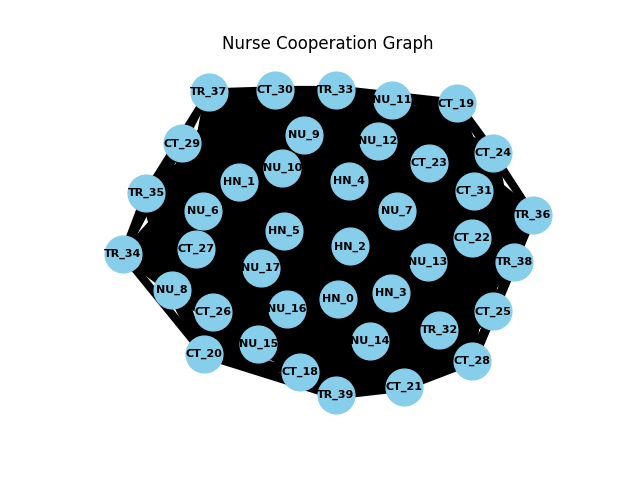 Nurse Cooperation Graph
TR_37
CT_30
TR_33
NU_11
CT_19
NU_9
NU_12
CT_29
CT_24
CT_23
NU_10
HN_1
HN_4
CT_31
TR_35
NU_6
NU_7
TR_36
HN_5
CT_22
HN_2
CT_27
TR_34
NU_13
TR_38
NU_17
NU_8
HN_3
HN_0
NU_16
CT_26
CT_25
TR_32
NU_14
NU_15
CT_20
CT_28
CT_18
CT_21
TR_39